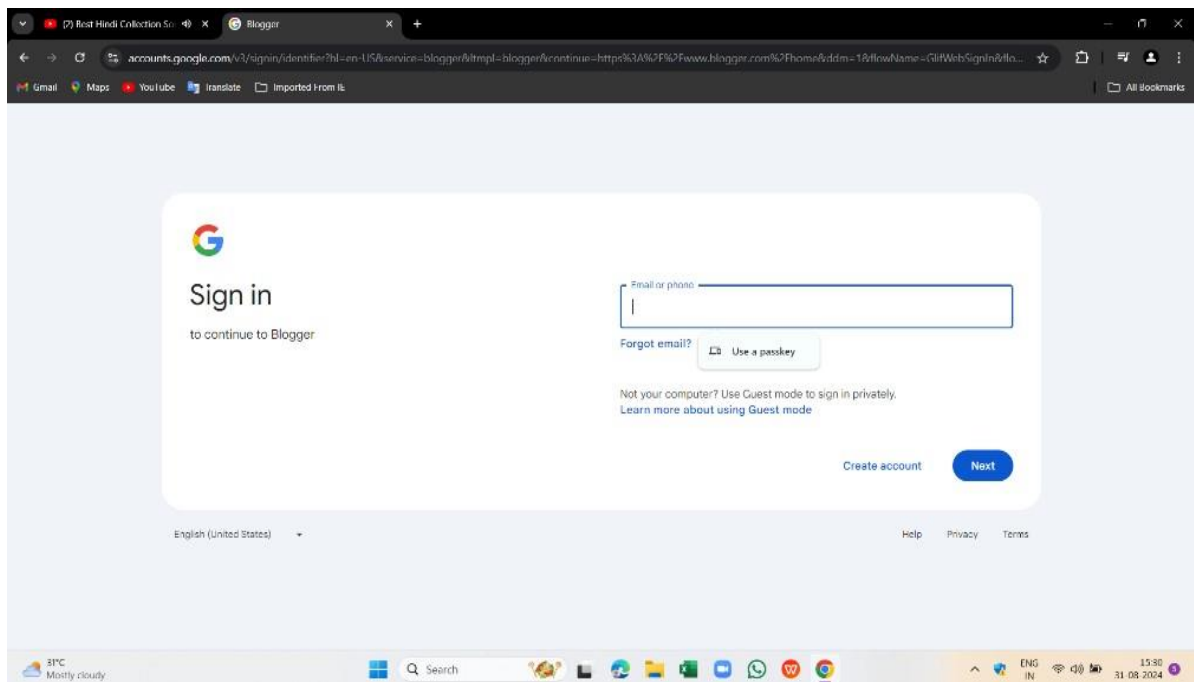 (2) Best Hindi Collection So
Blogger
accounts.google.com/v3/signin/identifier?hl=en-US&service=blogger&ltmpl=blogger&continue=https%3A%2F%2Fwww.blogger.com%2Fhome&ddm=1&flowName=GlifWebSignIn&flo...
Gmail Maps YouTube Translate Imported From IE All Bookmarks
Sign in
to continue to Blogger
Email or phone
Forgot email?
Use a passkey
Not your computer? Use Guest mode to sign in privately.
Learn more about using Guest mode
Create account Next
English (United States) Help Privacy Terms
31°C
Mostly cloudy
Search
ENG
IN
15:30
31-08-2024